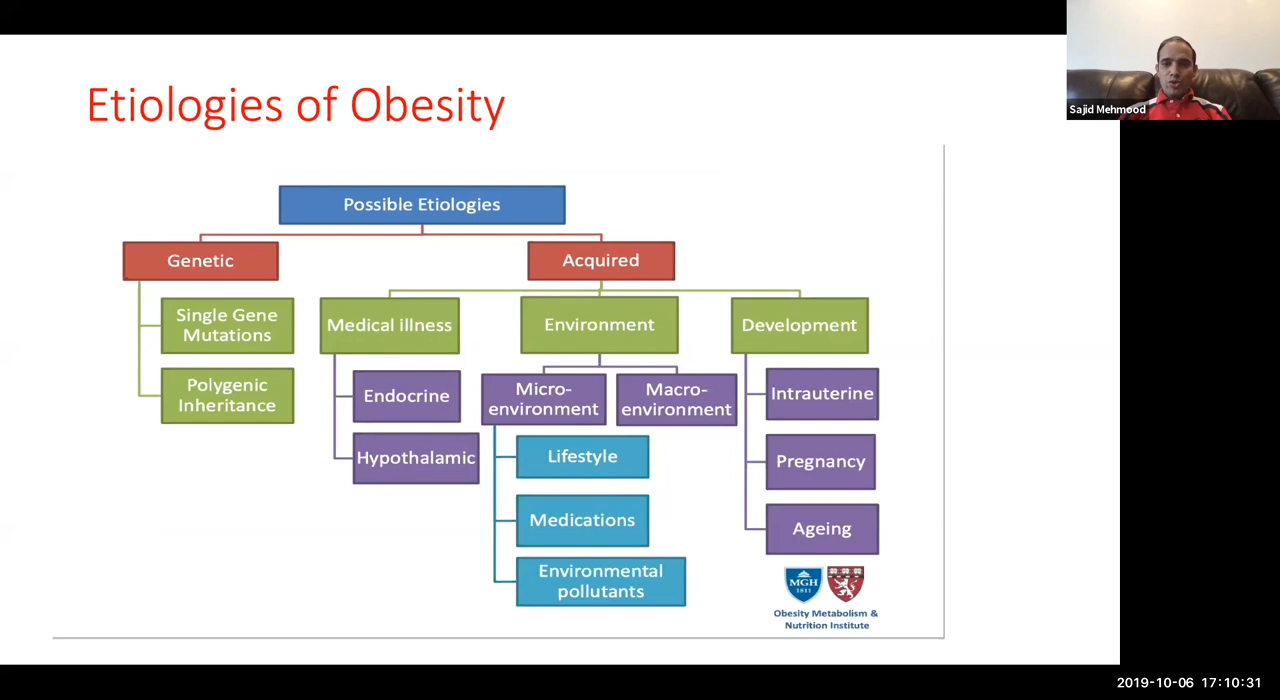 Etiologies of Obesity
Sajid Mehmood
Possible Etiologies
Genetic
Acquired
Single Gene
Mutations
Polygenic
Inheritance
Medical illness
Environment
Development
Endocrine
Hypothalamic
Micro-
environment
Macro-
environment
Lifestyle
Medications
Environmental
pollutants
Intrauterine
Pregnancy
Ageing
MGH
1811
Obesity Metabolism &
Nutrition Institute
2019-10-06 17:10:31